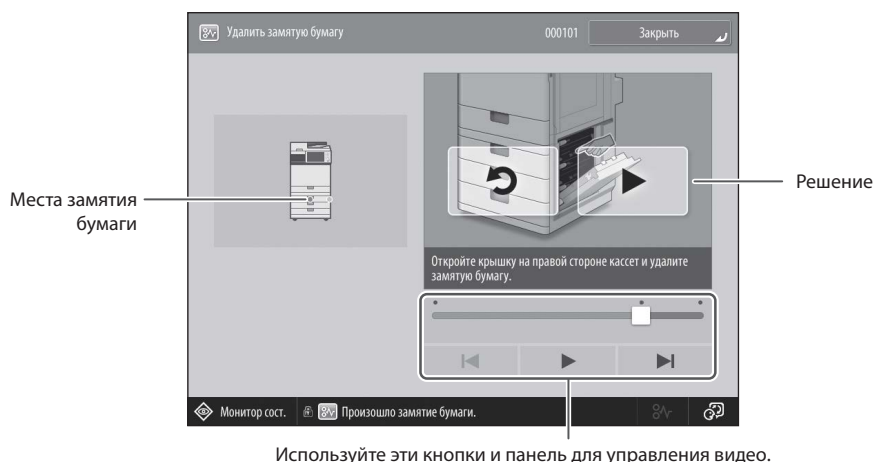 Удалить замятую бумагу
000101
Закрыть
Места замятия
бумаги
Решение
Откройте крышку на правой стороне кассет и удалите
замятую бумагу.
Монитор сост.
Произошло замятие бумаги.
Используйте эти кнопки и панель для управления видео.